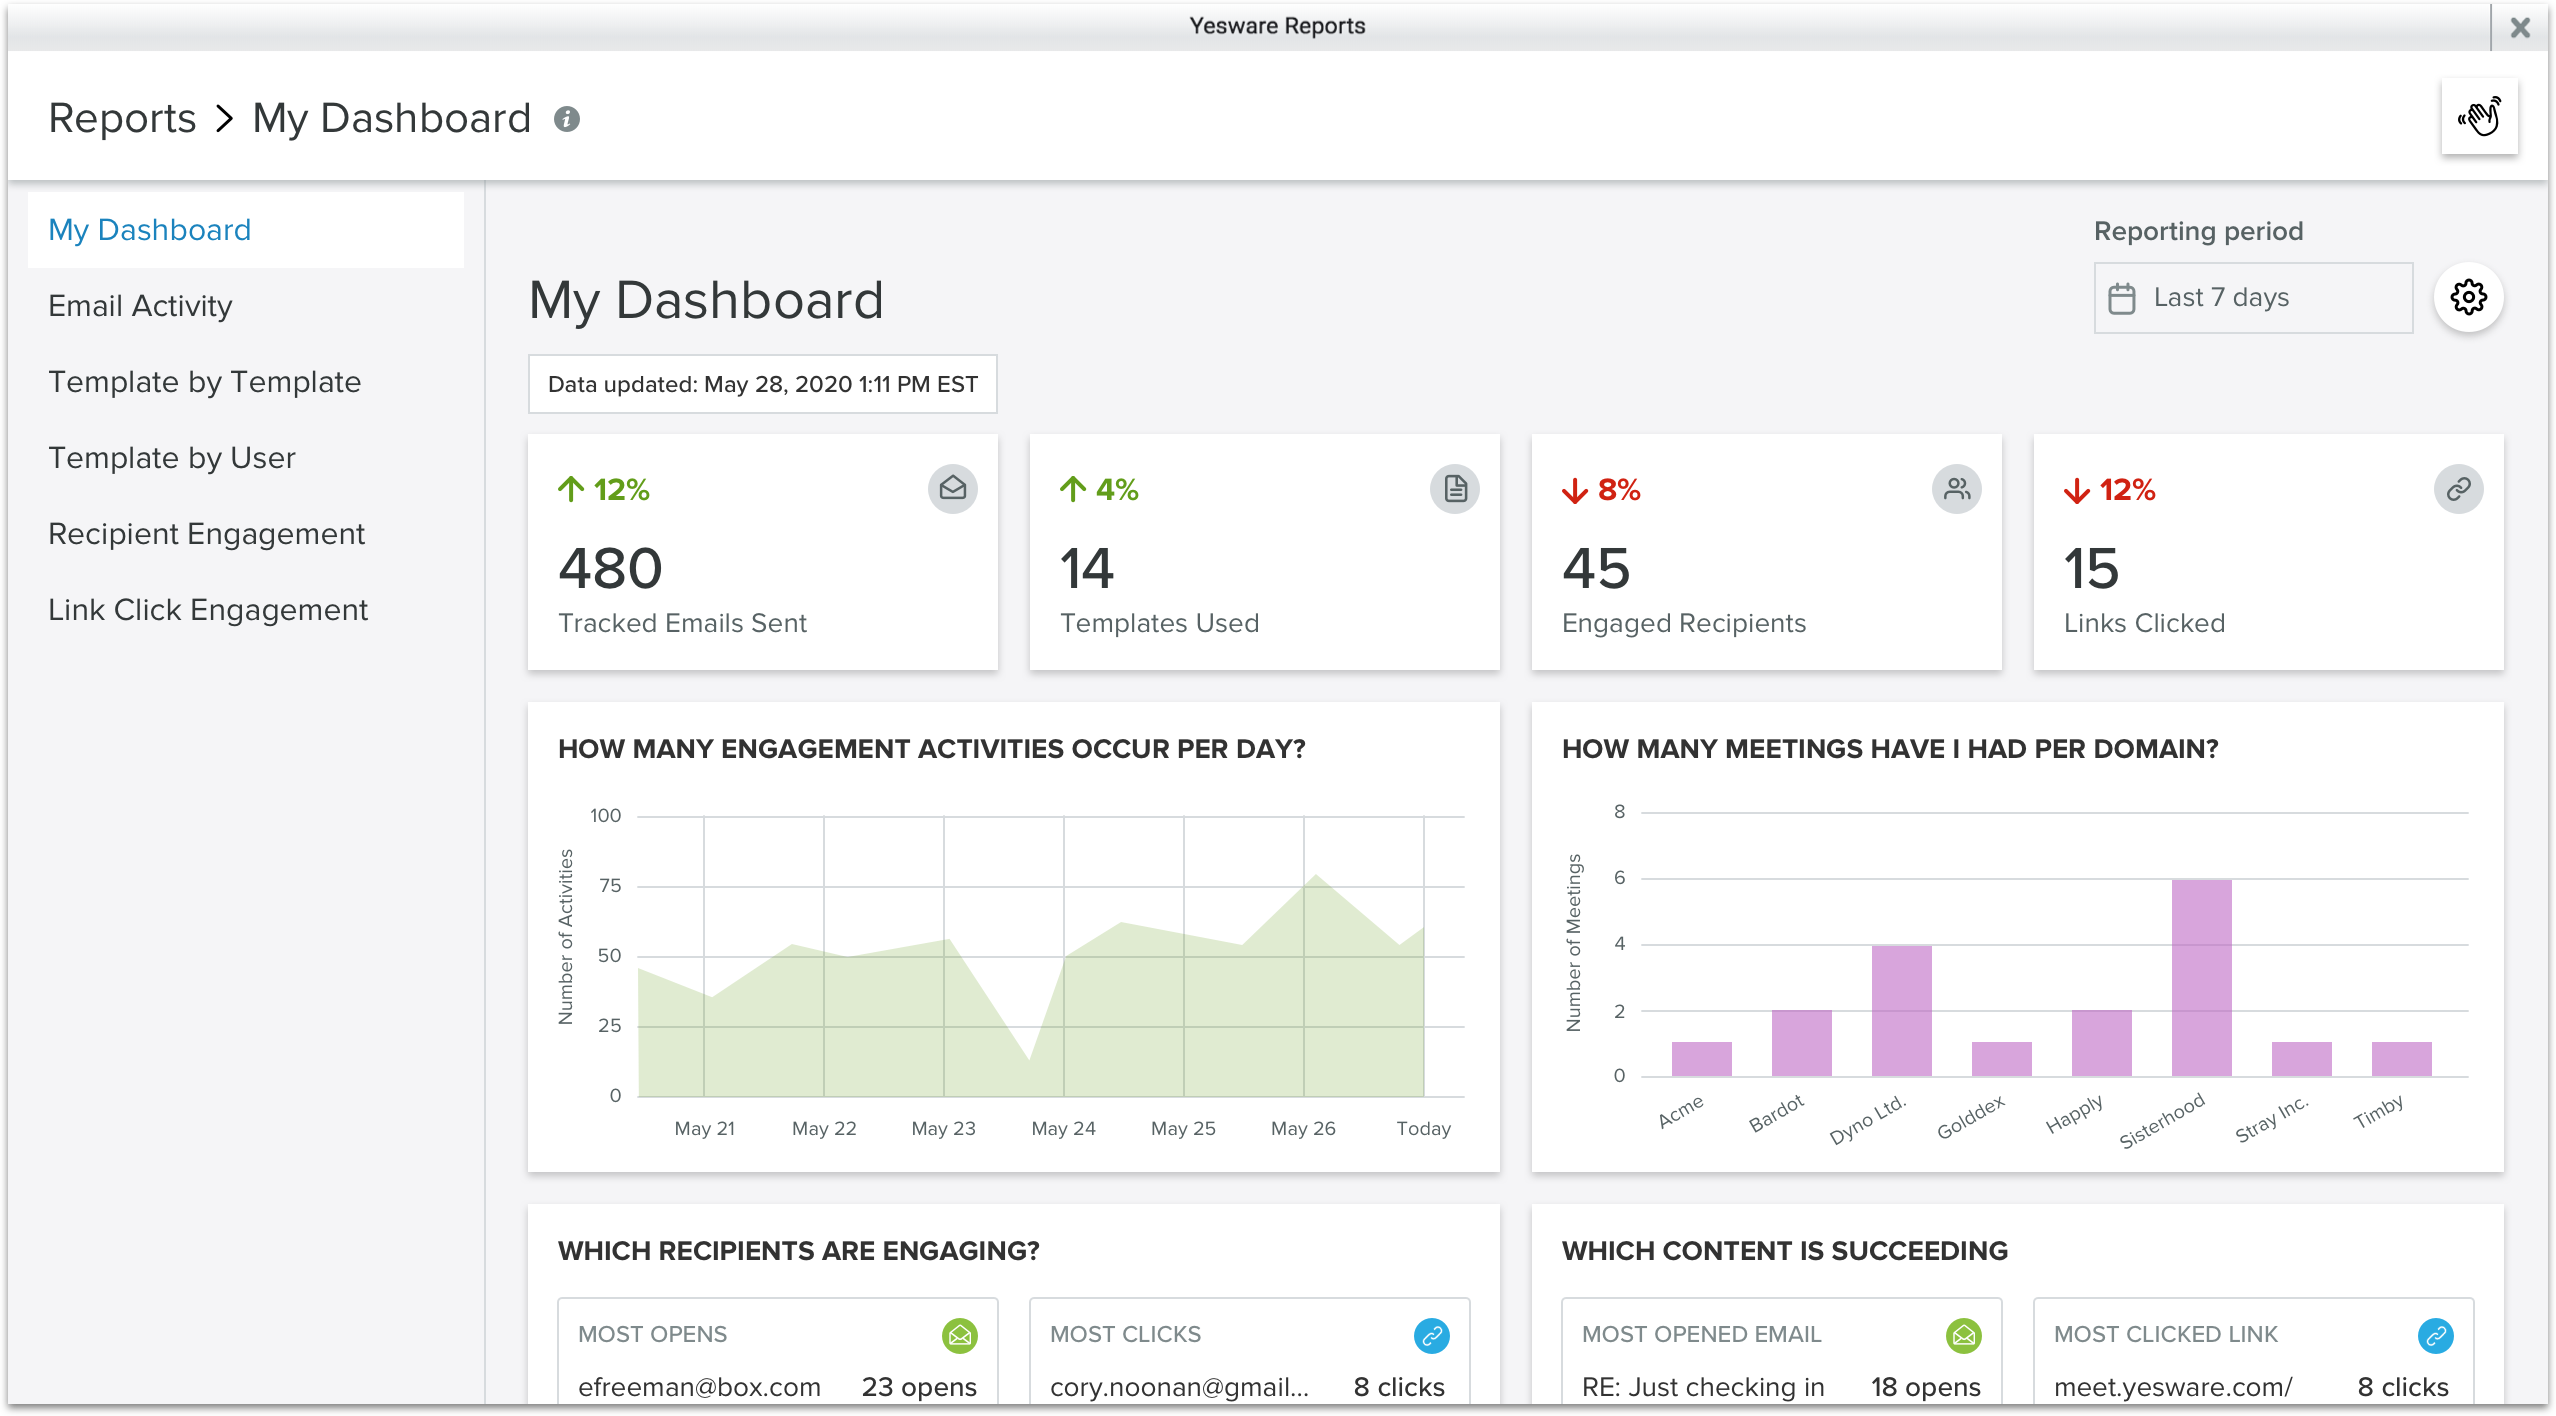 Yesware Reports
Reports > My Dashboard
My Dashboard
Email Activity
Template by Template
Template by User
Recipient Engagement
Link Click Engagement
Reporting period
Last 7 days
My Dashboard
Data updated: May 28, 2020 1:11 PM EST
12%
480
Tracked Emails Sent
4%
14
Templates Used
8%
45
Engaged Recipients
12%
15
Links Clicked
HOW MANY ENGAGEMENT ACTIVITIES OCCUR PER DAY?
Number of Activities
100
75
50
25
0
May 21 May 22 May 23 May 24 May 25 May 26 Today
HOW MANY MEETINGS HAVE I HAD PER DOMAIN?
Number of Meetings
8
6
4
2
0
Acme Bardot Dyno Ltd. Golddex Happly Sisterhood Stray Inc. Timby
WHICH RECIPIENTS ARE ENGAGING?
MOST OPENS
efreeman@box.com 23 opens
MOST CLICKS
cory.noonan@gmail... 8 clicks
WHICH CONTENT IS SUCCEEDING
MOST OPENED EMAIL
RE: Just checking in 18 opens
MOST CLICKED LINK
meet.yesware.com/ 8 clicks